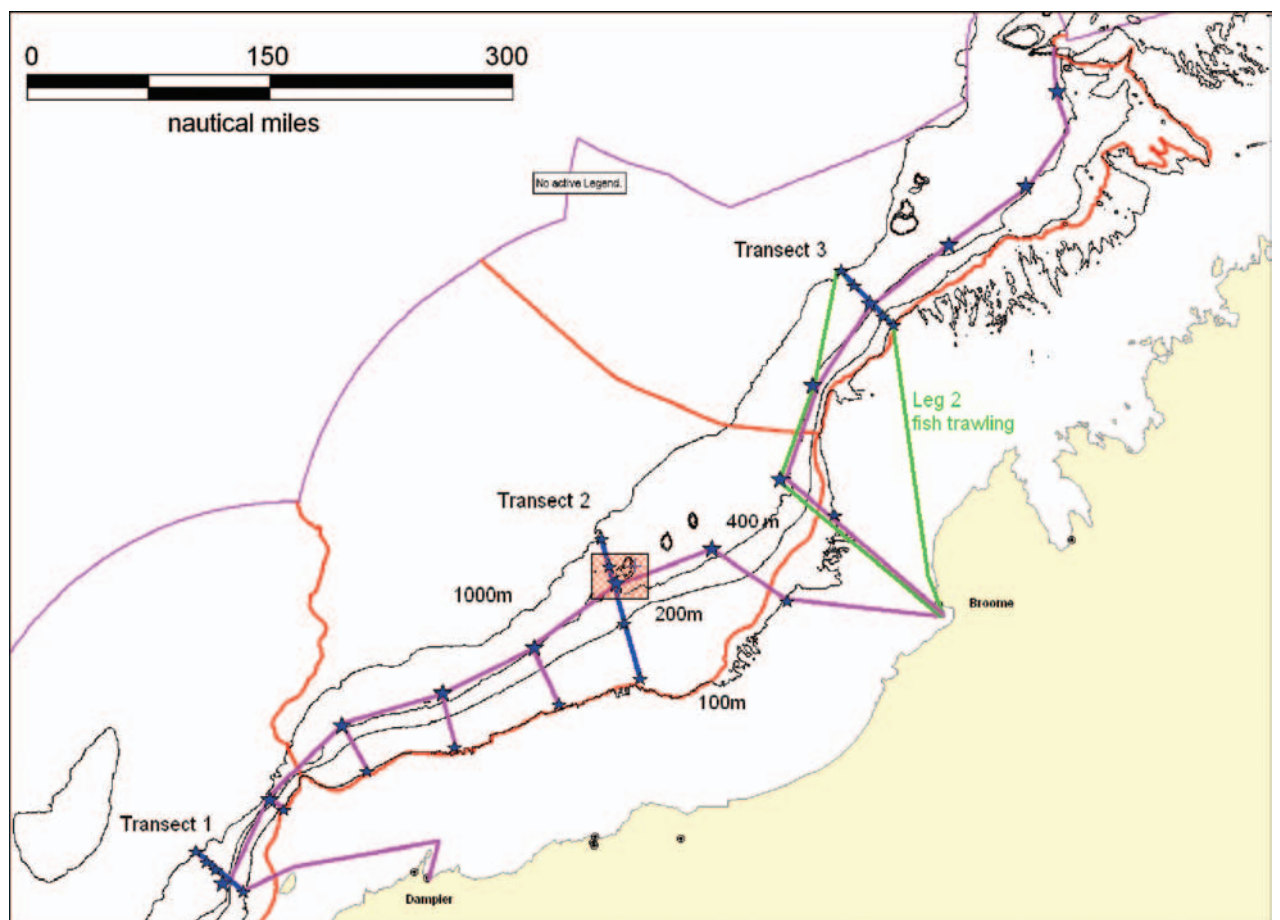 0 150 300
nautical miles
No active Legend.
Transect 3
Leg 2
fish trawling
Transect 2
400 m
1000m
200m
Broome
100m
Transect 1
Dampier